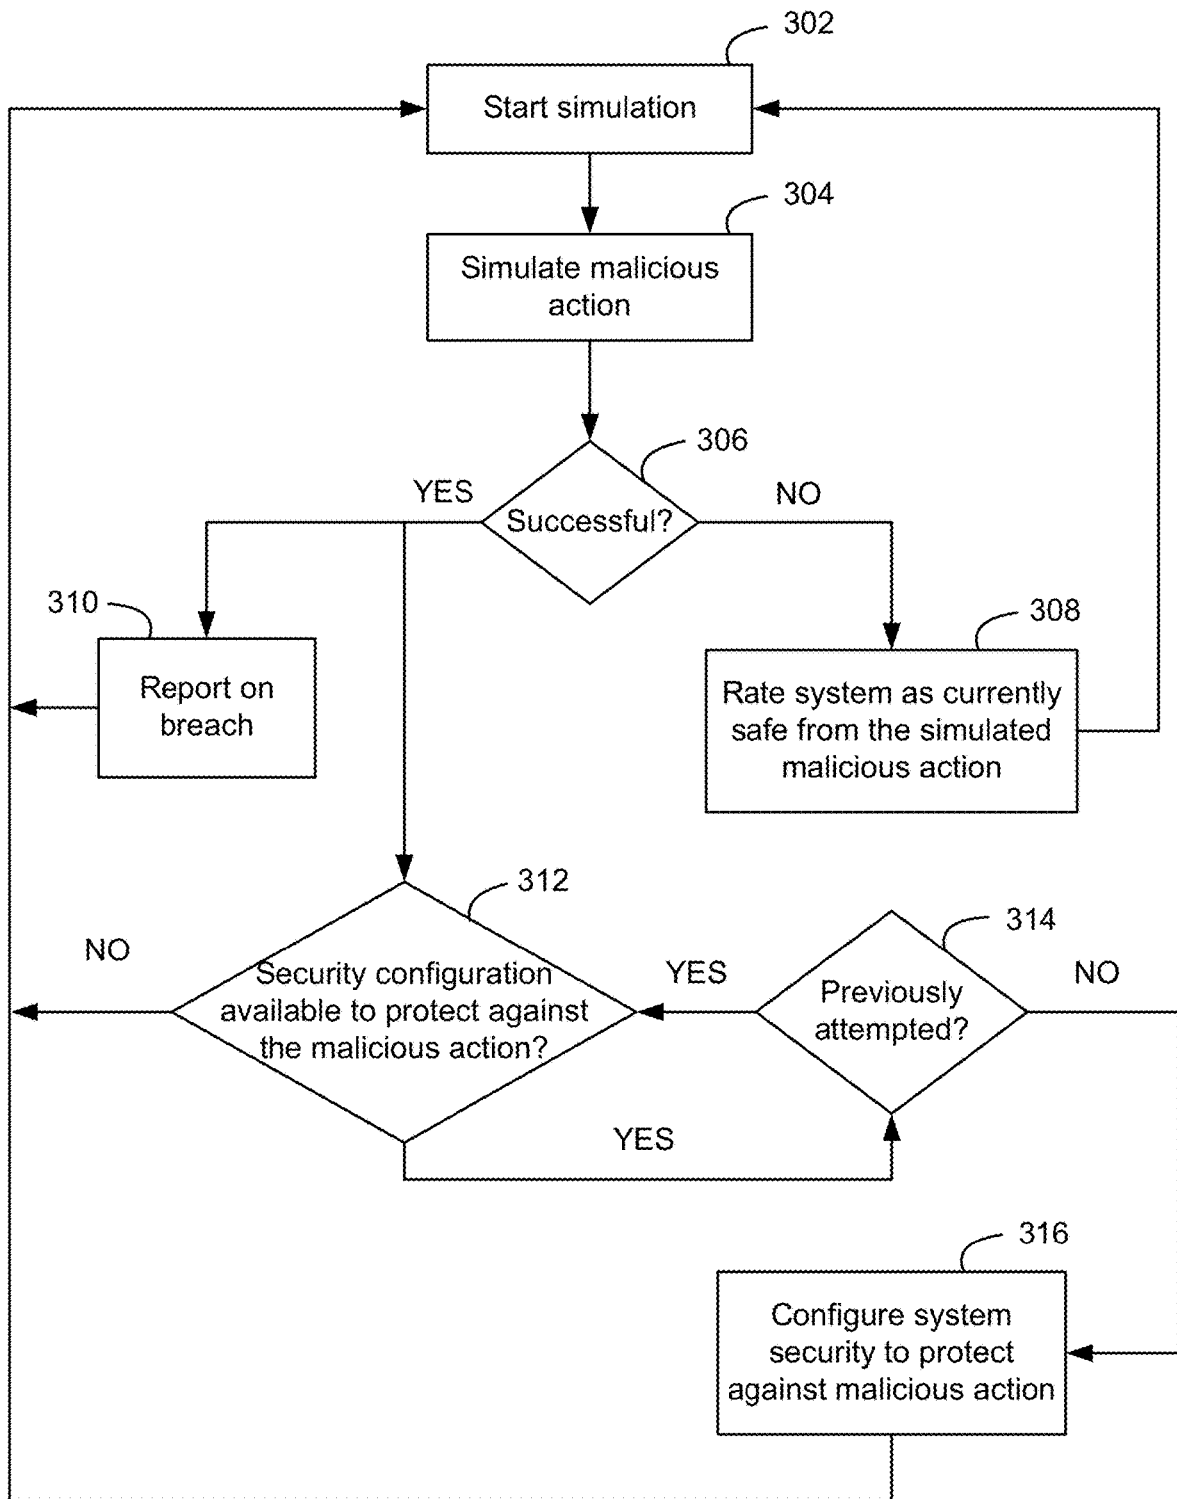 302
Start simulation
304
Simulate malicious
action
306
YES
NO
Successful?
310
308
Report on
breach
Rate system as currently
safe from the simulated
malicious action
312
314
NO
Security configuration
available to protect against
the malicious action?
YES
Previously
attempted?
NO
YES
316
Configure system
security to protect
against malicious action